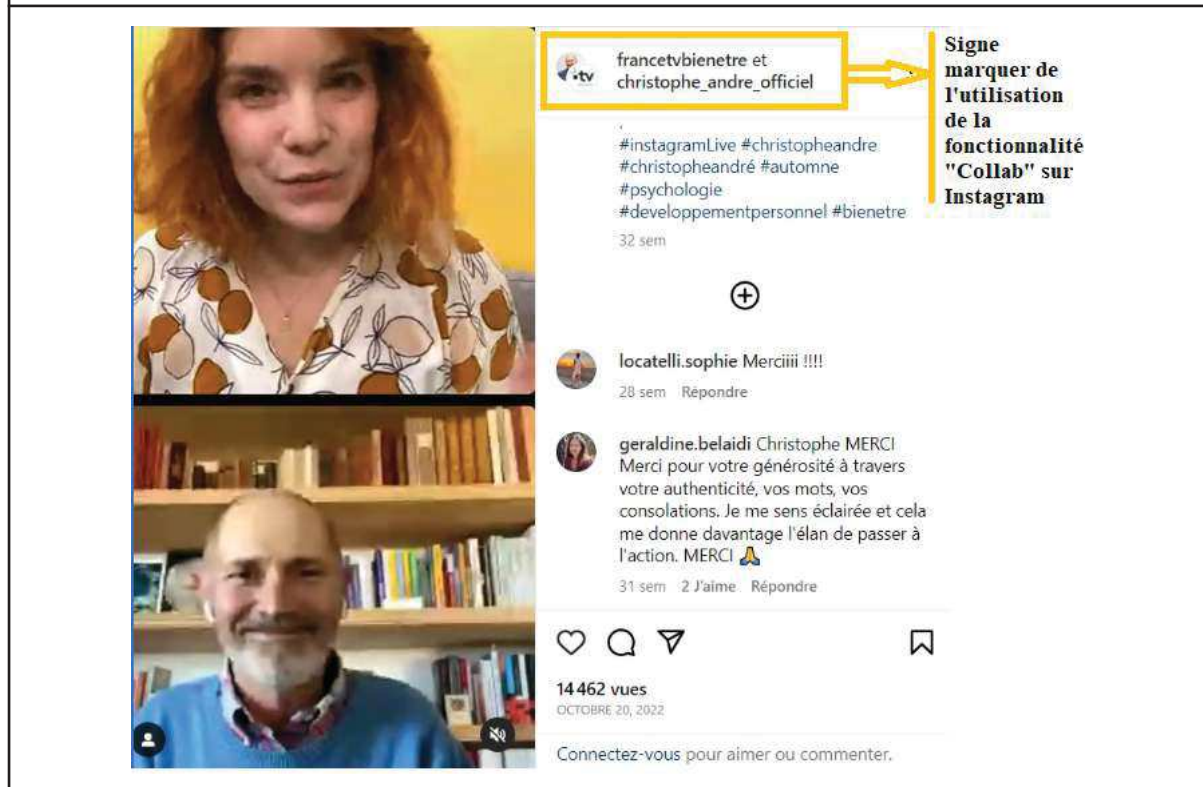 francetvbienetre et
christophe_andre_officiel
Signe
marquer de
l'utilisation
de la
fonctionnalité
"Collab" sur
Instagram
.tv
.
#instagramLive #christopheandre
#christopheandré #automne
#psychologie
#developpementpersonnel #bienetre
32 sem
locatelli.sophie Merciiii !!!!
28 sem Répondre
geraldine.belaidi Christophe MERCI
Merci pour votre générosité à travers
votre authenticité, vos mots, vos
consolations. Je me sens éclairée et cela
me donne davantage l'élan de passer à
l'action. MERCI 🙏
31 sem 2 J'aime Répondre
14 462 vues
OCTOBRE 20, 2022
Connectez-vous pour aimer ou commenter.